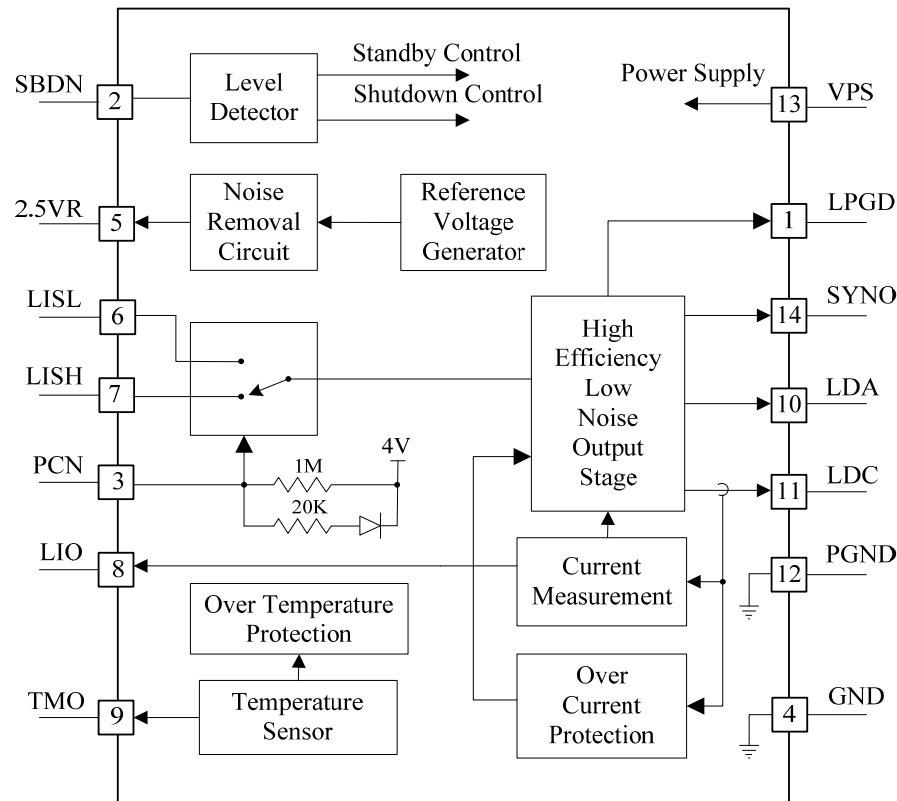 SBDN
2
Level
Detector
Standby Control
Shutdown Control
Power Supply
13
VPS
2.5VR
5
Noise
Removal
Circuit
Reference
Voltage
Generator
1
LPGD
LISL
6
LISH
7
High
Efficiency
Low
Noise
Output
Stage
14
SYNO
10
LDA
PCN
3
1M
4V
20K
11
LDC
LIO
8
Current
Measurement
12
PGND
Over Temperature
Protection
TMO
9
Temperature
Sensor
Over
Current
Protection
4
GND